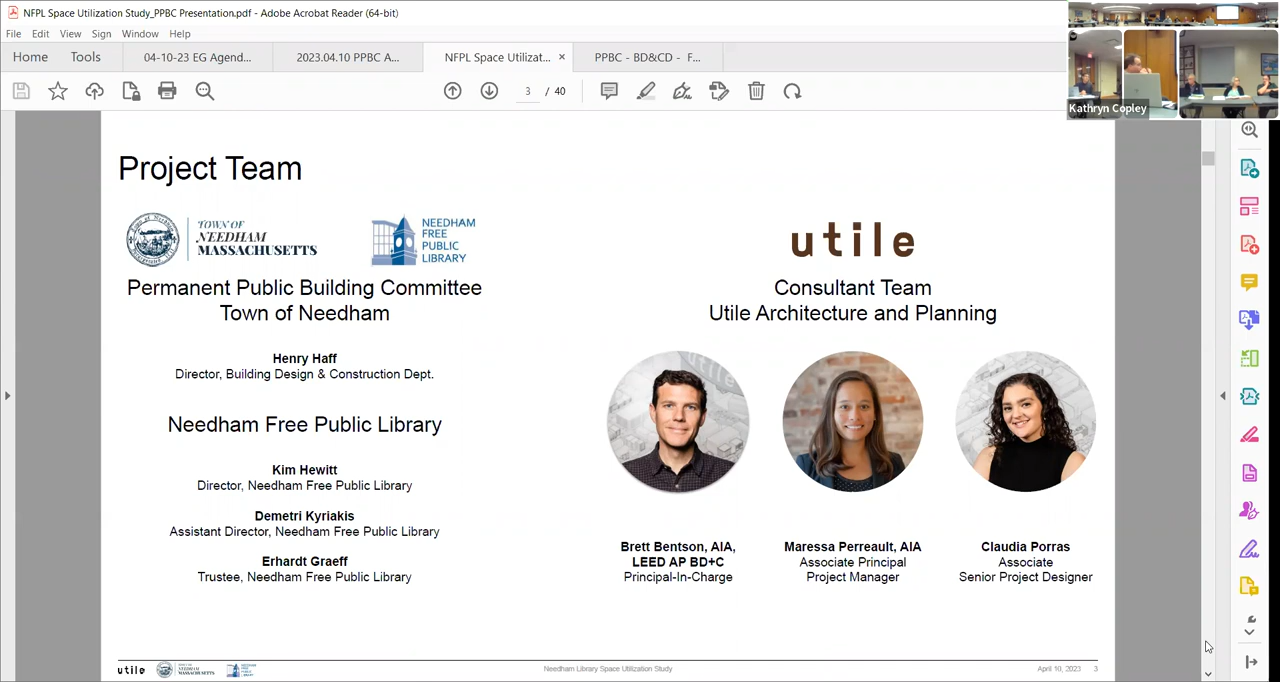 NFPL Space Utilization Study_PPBC Presentation.pdf - Adobe Acrobat Reader (64-bit)
File Edit View Sign Window Help
Home Tools 04-10-23 EG Agend... 2023.04.10 PPBC A... NFPL Space Utilizat... × PPBC - BD&CD - F...
3 / 40
Kathryn Copley
Project Team
TOWN OF
NEEDHAM
MASSACHUSETTS
NEEDHAM
FREE
PUBLIC
LIBRARY
Permanent Public Building Committee
Town of Needham
Henry Haff
Director, Building Design & Construction Dept.
Needham Free Public Library
Kim Hewitt
Director, Needham Free Public Library
Demetri Kyriakis
Assistant Director, Needham Free Public Library
Erhardt Graeff
Trustee, Needham Free Public Library
utile
Consultant Team
Utile Architecture and Planning
Brett Bentson, AIA,
LEED AP BD+C
Principal-In-Charge
Maressa Perreault, AIA
Associate Principal
Project Manager
Claudia Porras
Associate
Senior Project Designer
utile
Needham Library Space Utilization Study
April 10, 2023 3